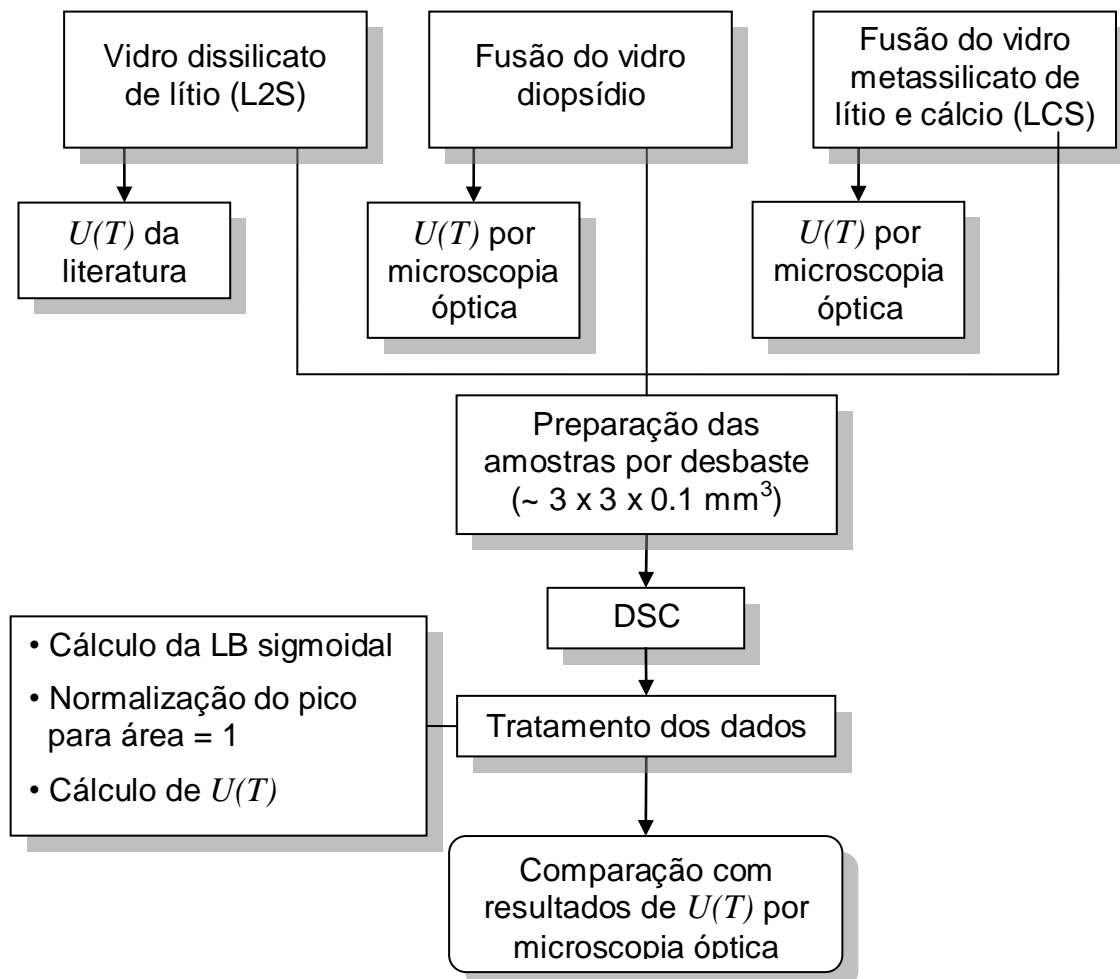 Vidro dissilicato
de lítio (L2S)
Fusão do vidro
diopsídio
Fusão do vidro
metassilicato de
lítio e cálcio (LCS)
U(T) da
literatura
U(T) por
microscopia
óptica
U(T) por
microscopia
óptica
Preparação das
amostras por desbaste
(~ 3 x 3 x 0.1 mm³)
DSC
• Cálculo da LB sigmoidal
• Normalização do pico
para área = 1
• Cálculo de U(T)
Tratamento dos dados
Comparação com
resultados de U(T) por
microscopia óptica